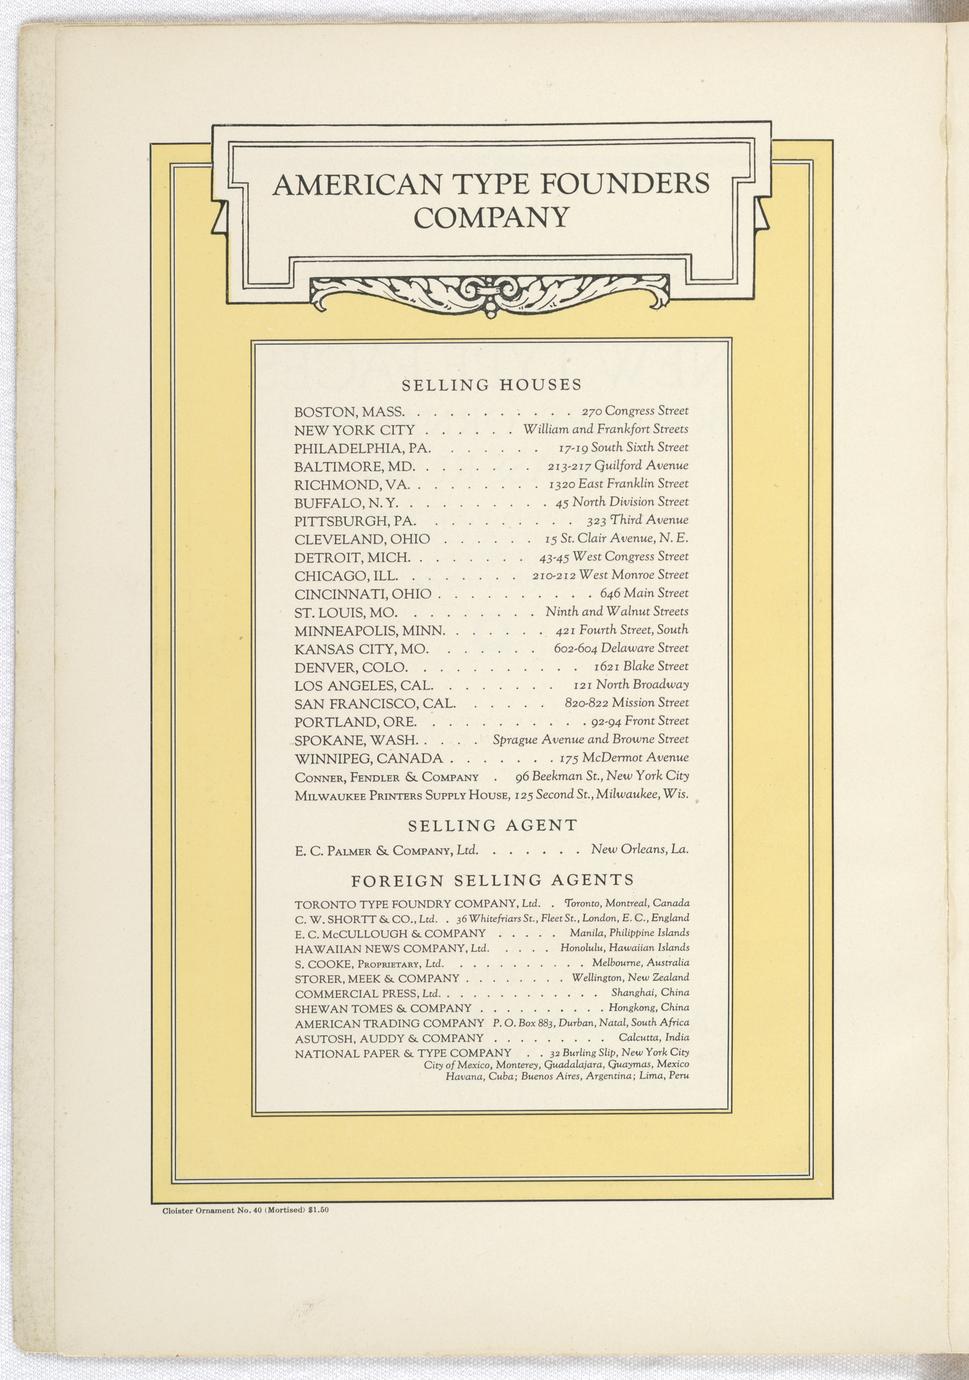 AMERICAN TYPE FOUNDERS
COMPANY
SELLING HOUSES
BOSTON, MASS. . . . . . . . . . . 270 Congress Street
NEW YORK CITY . . . . . . William and Frankfort Streets
PHILADELPHIA, PA. . . . . . . 17-19 South Sixth Street
BALTIMORE, MD. . . . . . . . 213-217 Guilford Avenue
RICHMOND, VA. . . . . . . . . 1320 East Franklin Street
BUFFALO, N. Y. . . . . . . . . . 45 North Division Street
PITTSBURGH, PA. . . . . . . . . . 323 Third Avenue
CLEVELAND, OHIO . . . . . . 15 St. Clair Avenue, N. E.
DETROIT, MICH. . . . . . . . 43-45 West Congress Street
CHICAGO, ILL. . . . . . . . 210-212 West Monroe Street
CINCINNATI, OHIO . . . . . . . . . . 646 Main Street
ST. LOUIS, MO. . . . . . . . . Ninth and Walnut Streets
MINNEAPOLIS, MINN. . . . . . . 421 Fourth Street, South
KANSAS CITY, MO. . . . . . . 602-604 Delaware Street
DENVER, COLO. . . . . . . . . . . 1621 Blake Street
LOS ANGELES, CAL. . . . . . . . 121 North Broadway
SAN FRANCISCO, CAL. . . . . . 820-822 Mission Street
PORTLAND, ORE. . . . . . . . . . . 92-94 Front Street
SPOKANE, WASH. . . . . Sprague Avenue and Browne Street
WINNIPEG, CANADA . . . . . . . 175 McDermot Avenue
CONNER, FENDLER & COMPANY . 96 Beekman St., New York City
MILWAUKEE PRINTERS SUPPLY HOUSE, 125 Second St., Milwaukee, Wis.
SELLING AGENT
E. C. PALMER & COMPANY, Ltd. . . . . . . New Orleans, La.
FOREIGN SELLING AGENTS
TORONTO TYPE FOUNDRY COMPANY, Ltd. . Toronto, Montreal, Canada
C. W. SHORTT & CO., Ltd. . 36 Whitefriars St., Fleet St., London, E. C., England
E. C. McCULLOUGH & COMPANY . . . . . Manila, Philippine Islands
HAWAIIAN NEWS COMPANY, Ltd. . . . . Honolulu, Hawaiian Islands
S. COOKE, PROPRIETARY, Ltd. . . . . . . . . . Melbourne, Australia
STORER, MEEK & COMPANY . . . . . . . . Wellington, New Zealand
COMMERCIAL PRESS, Ltd. . . . . . . . . . . . . Shanghai, China
SHEWAN TOMES & COMPANY . . . . . . . . . . Hongkong, China
AMERICAN TRADING COMPANY P. O. Box 883, Durban, Natal, South Africa
ASUTOSH, AUDDY & COMPANY . . . . . . . . . Calcutta, India
NATIONAL PAPER & TYPE COMPANY . . 32 Burling Slip, New York City
City of Mexico, Monterey, Guadalajara, Guaymas, Mexico
Havana, Cuba; Buenos Aires, Argentina; Lima, Peru
Cloister Ornament No. 40 (Mortised) $1.50